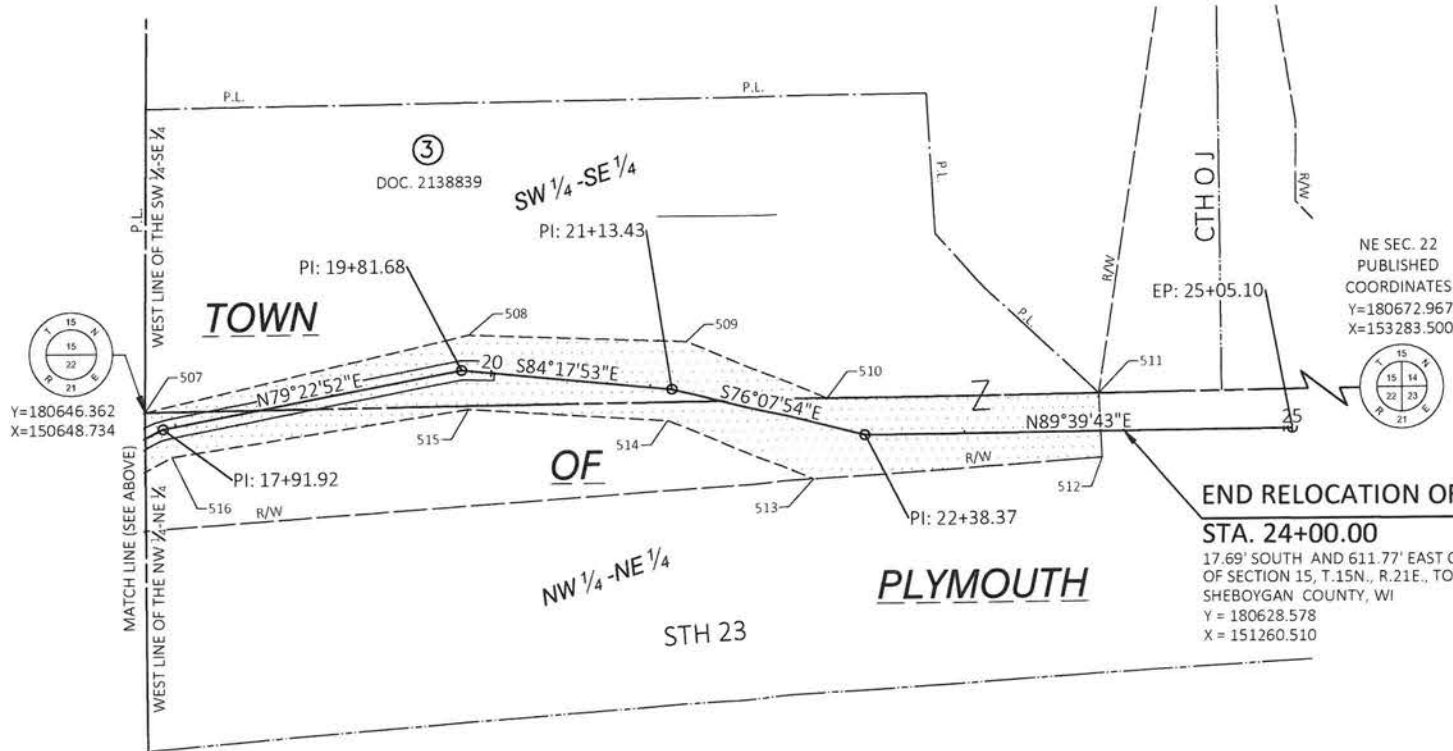 P.L.
P.L.
③
DOC. 2138839
SW ¼-SE ¼
P.L.
P.L.
WEST LINE OF THE SW ¼-SE ¼
R/W
CTH O J
R/W
PI: 21+13.43
PI: 19+81.68
EP: 25+05.10
NE SEC. 22
PUBLISHED
COORDINATES
Y=180672.967
X=153283.500
TOWN
508
509
P.L.
T 15 N
15
22
R 21 E
T 15 N
15 14
22 23
R 21 E
507
N79°22'52"E
20
S84°17'53"E
510
511
S76°07'54"E
Z
N89°39'43"E
25
Y=180646.362
X=150648.734
515
514
OF
PI: 17+91.92
516
R/W
R/W
513
512
PI: 22+38.37
MATCH LINE (SEE ABOVE)
WEST LINE OF THE NW ¼-NE ¼
END RELOCATION OF
STA. 24+00.00
17.69' SOUTH AND 611.77' EAST O
OF SECTION 15, T.15N., R.21E., TO
SHEBOYGAN COUNTY, WI
Y = 180628.578
X = 151260.510
NW ¼-NE ¼
PLYMOUTH
STH 23